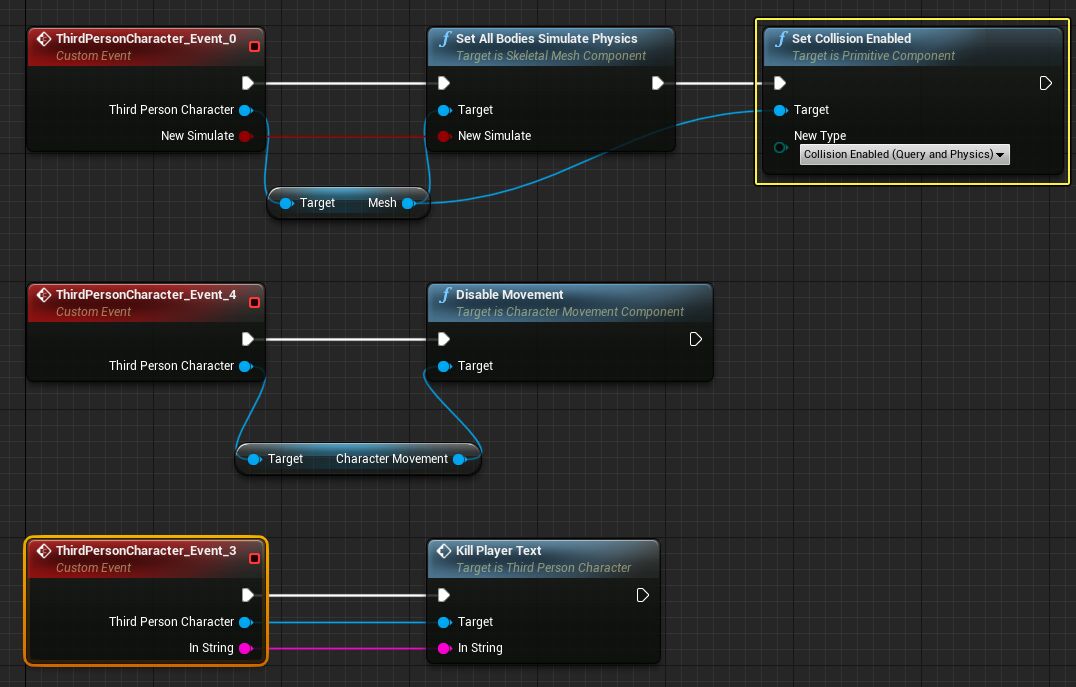 ThirdPersonCharacter_Event_0
Custom Event
Third Person Character
New Simulate
Set All Bodies Simulate Physics
Target is Skeletal Mesh Component
Target
New Simulate
Set Collision Enabled
Target is Primitive Component
Target
New Type
Collision Enabled (Query and Physics)
Target Mesh
ThirdPersonCharacter_Event_4
Custom Event
Third Person Character
Disable Movement
Target is Character Movement Component
Target
Target Character Movement
ThirdPersonCharacter_Event_3
Custom Event
Third Person Character
In String
Kill Player Text
Target is Third Person Character
Target
In String